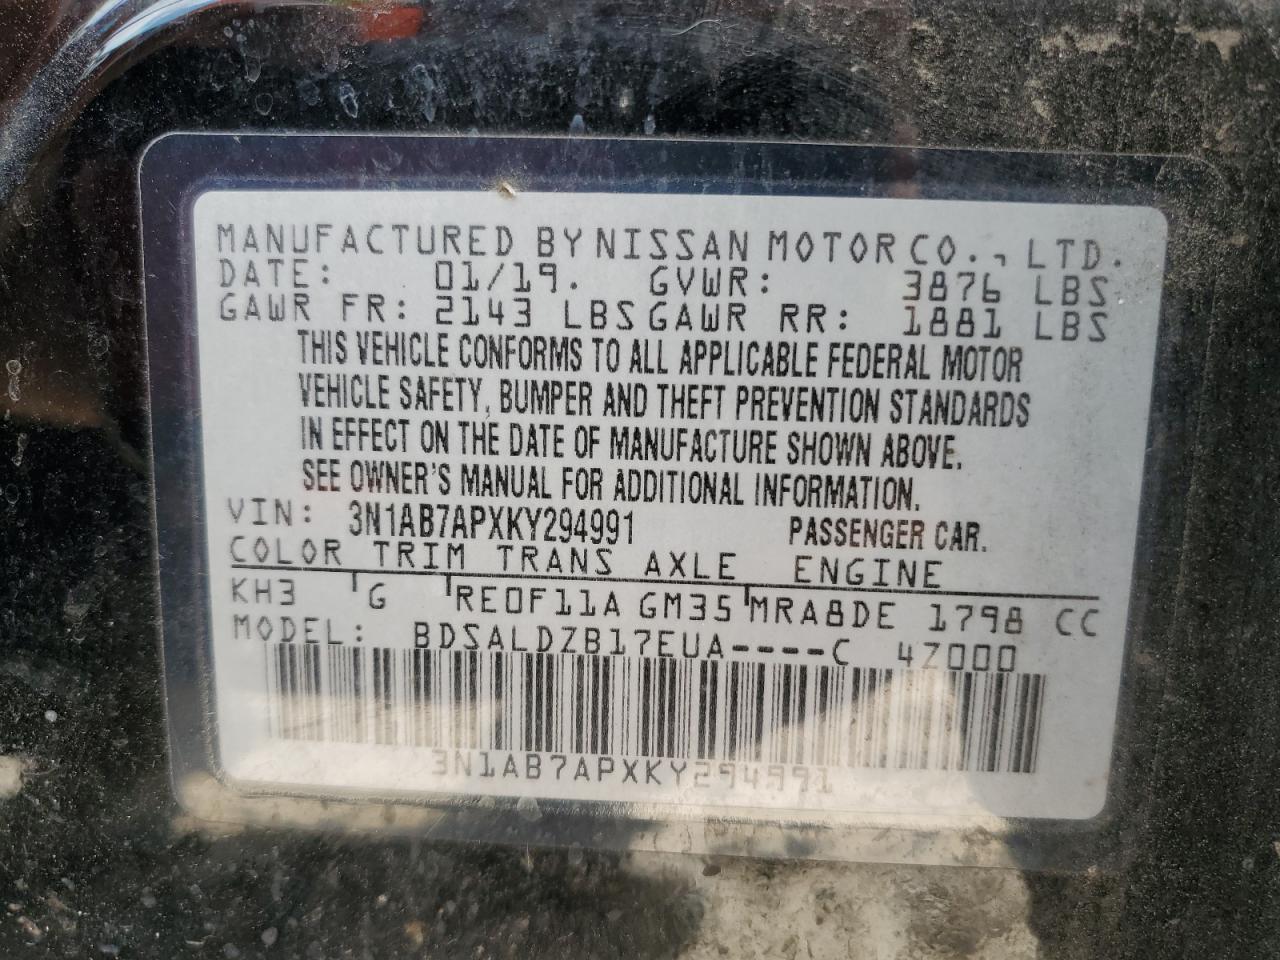 MANUFACTURED BY NISSAN MOTOR CO., LTD.
DATE: 01/19. GVWR: 3876 LBS
GAWR FR: 2143 LBS GAWR RR: 1881 LBS
THIS VEHICLE CONFORMS TO ALL APPLICABLE FEDERAL MOTOR
VEHICLE SAFETY, BUMPER AND THEFT PREVENTION STANDARDS
IN EFFECT ON THE DATE OF MANUFACTURE SHOWN ABOVE.
SEE OWNER'S MANUAL FOR ADDITIONAL INFORMATION.
VIN: 3N1AB7APXKY294991 PASSENGER CAR.
COLOR TRIM TRANS AXLE ENGINE
KH3 G RE0F11A GM35 MRA8DE 1798 CC
MODEL: BDSALDZB17EUA----C 4Z000
3N1AB7APXKY294991